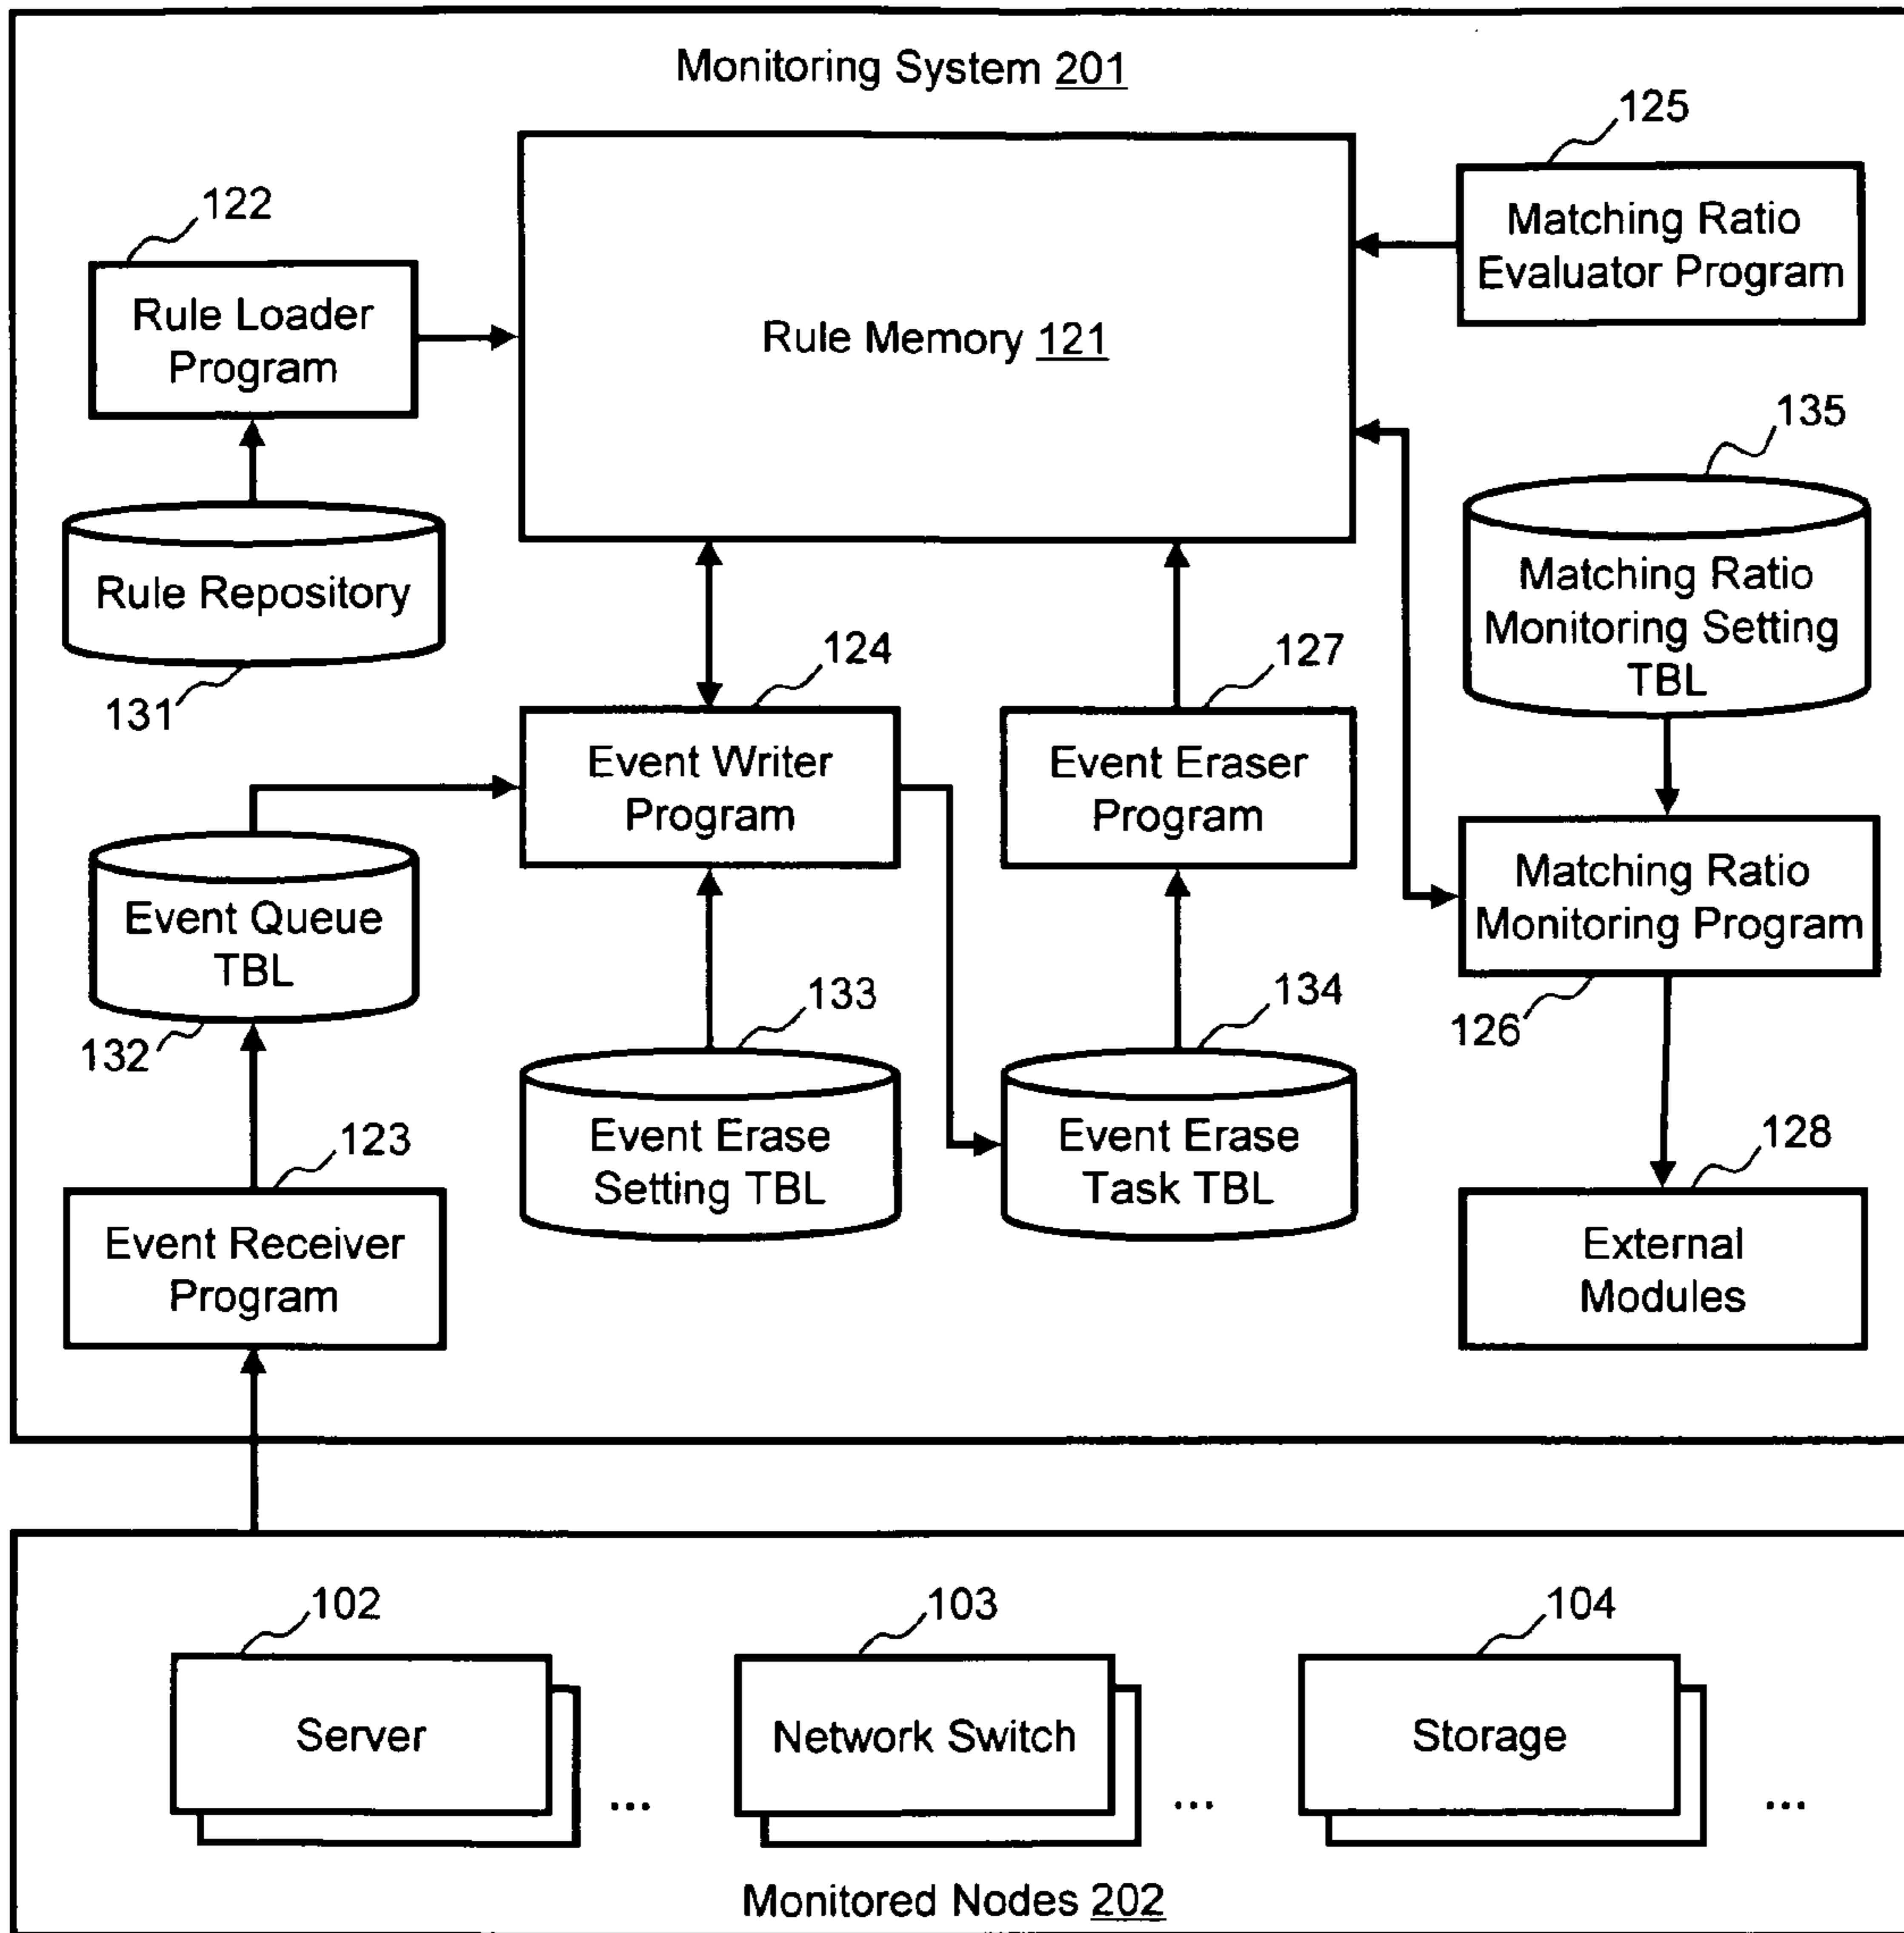 Monitoring System 201
125
Matching Ratio
Evaluator Program
122
Rule Loader
Program
Rule Memory 121
135
Rule Repository
131
Matching Ratio
Monitoring Setting
TBL
124
127
Event Writer
Program
Event Eraser
Program
Event Queue
TBL
132
Matching Ratio
Monitoring Program
126
133
134
Event Erase
Setting TBL
Event Erase
Task TBL
123
Event Receiver
Program
128
External
Modules
102
103
104
Server
...
Network Switch
...
Storage
...
Monitored Nodes 202